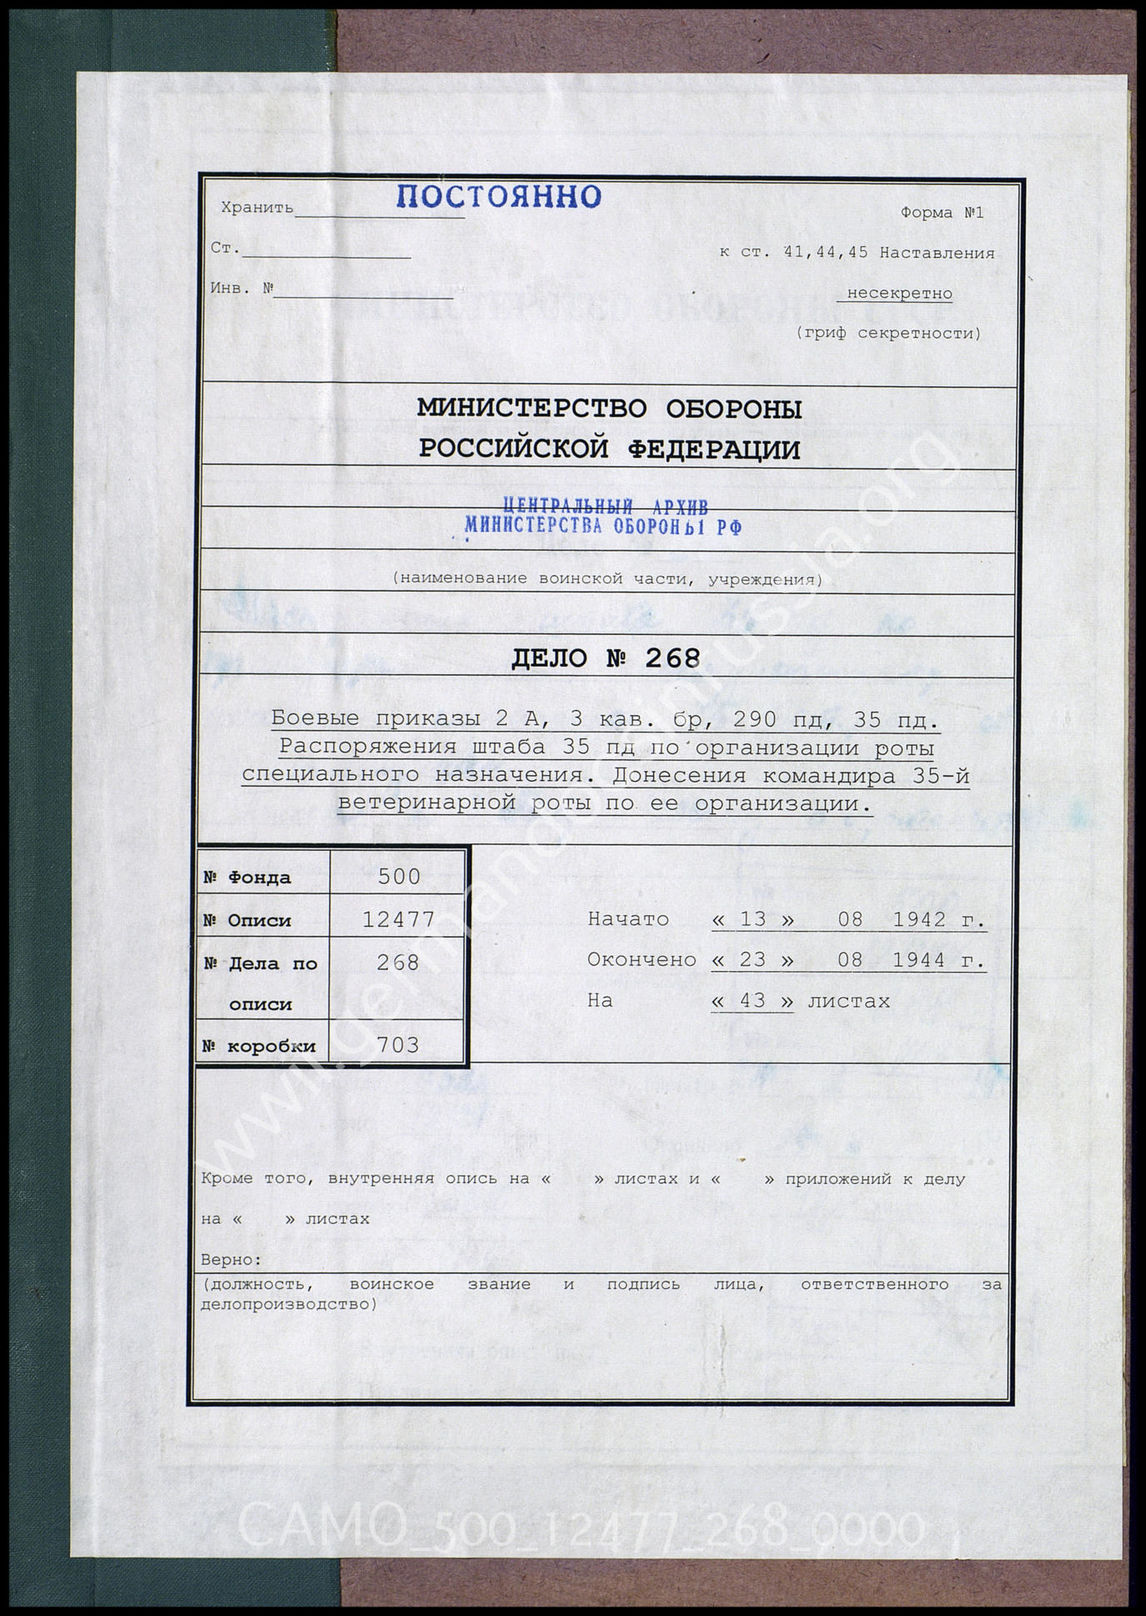 Хранить ПОСТОЯННО
Форма №1
Ст.
к ст. 41,44,45 Наставления
Инв. №
несекретно
(гриф секретности)
МИНИСТЕРСТВО ОБОРОНЫ
РОССИЙСКОЙ ФЕДЕРАЦИИ
ЦЕНТРАЛЬНЫЙ АРХИВ
МИНИСТЕРСТВА ОБОРОНЫ РФ
(наименование воинской части, учреждения)
ДЕЛО № 268
Боевые приказы 2 А, 3 кав. бр, 290 пд, 35 пд.
Распоряжения штаба 35 пд по организации роты
специального назначения. Донесения командира 35-й
ветеринарной роты по ее организации.
№ Фонда 500
№ Описи 12477
№ Дела по 268
описи
№ коробки 703
Начато « 13 » 08 1942 г.
Окончено « 23 » 08 1944 г.
На « 43 » листах
Кроме того, внутренняя опись на « » листах и « » приложений к делу
на « » листах
Верно:
(должность, воинское звание и подпись лица, ответственного за
делопроизводство)
www.germandocsinrussia.org
CAMO_500_12477_268_0000